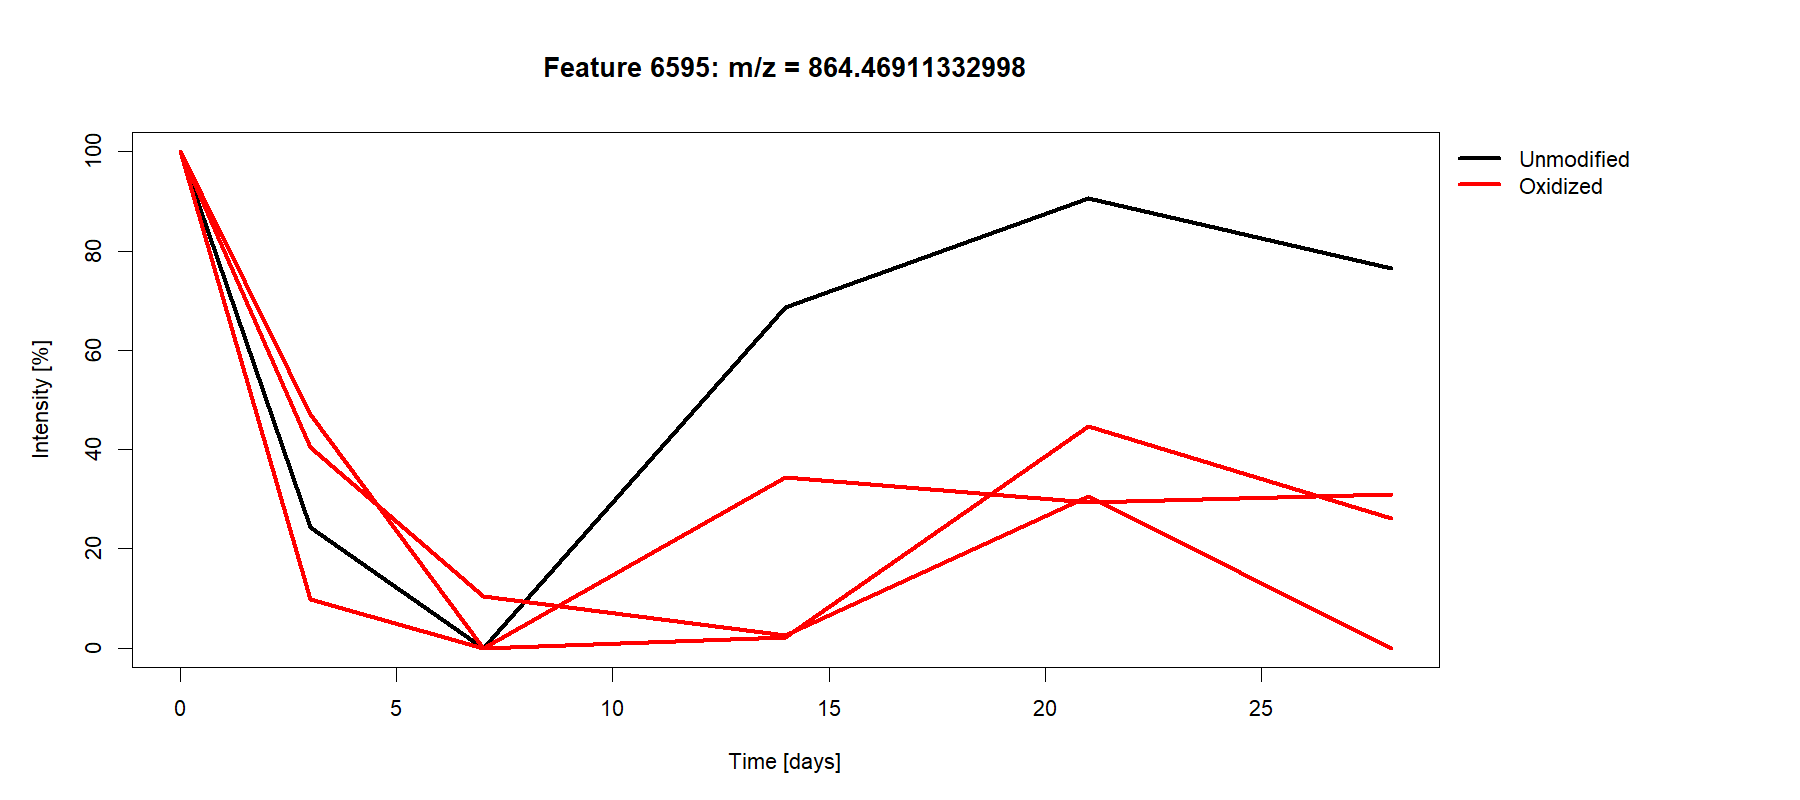 Feature 6595: m/z = 864.46911332998
Unmodified
Oxidized
Intensity [%]
100
80
60
40
20
0
0 5 10 15 20 25
Time [days]